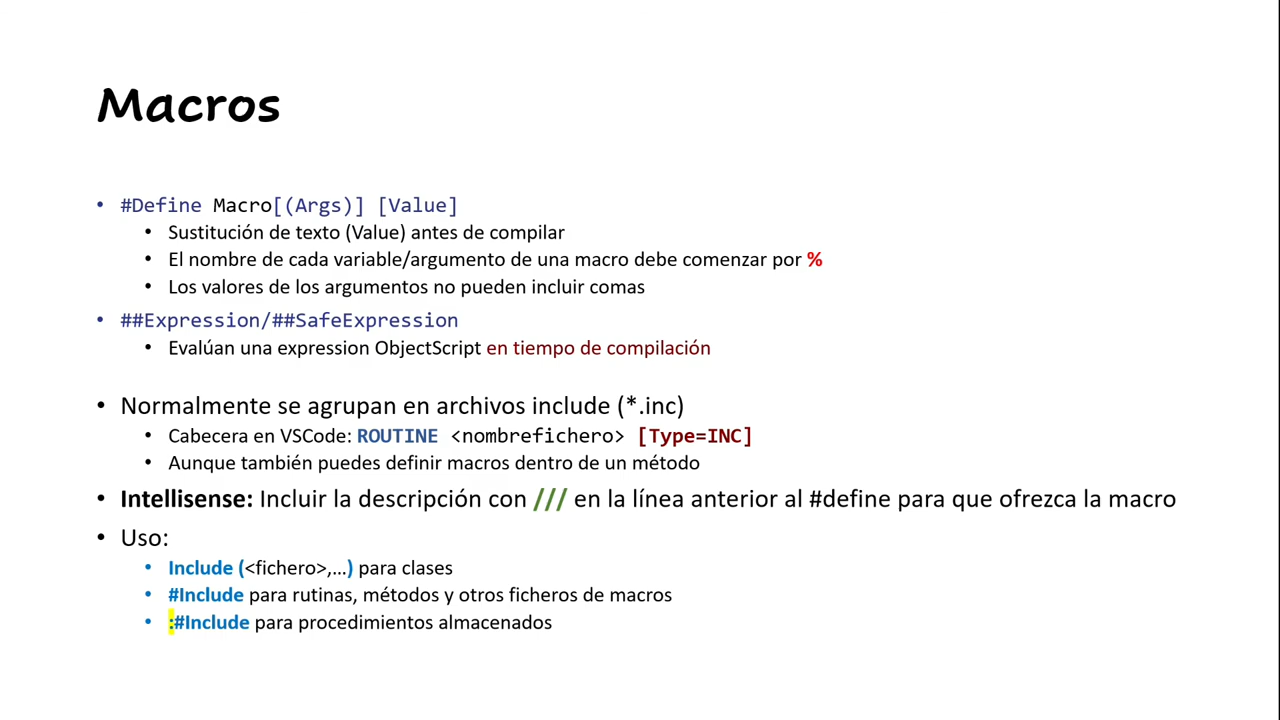 Macros
• #Define Macro[(Args)] [Value]
• Sustitución de texto (Value) antes de compilar
• El nombre de cada variable/argumento de una macro debe comenzar por %
• Los valores de los argumentos no pueden incluir comas
• ##Expression/##SafeExpression
• Evalúan una expression ObjectScript en tiempo de compilación
• Normalmente se agrupan en archivos include (*.inc)
• Cabecera en VSCode: ROUTINE <nombrefichero> [Type=INC]
• Aunque también puedes definir macros dentro de un método
• Intellisense: Incluir la descripción con /// en la línea anterior al #define para que ofrezca la macro
• Uso:
• Include (<fichero>,…) para clases
• #Include para rutinas, métodos y otros ficheros de macros
• :#Include para procedimientos almacenados